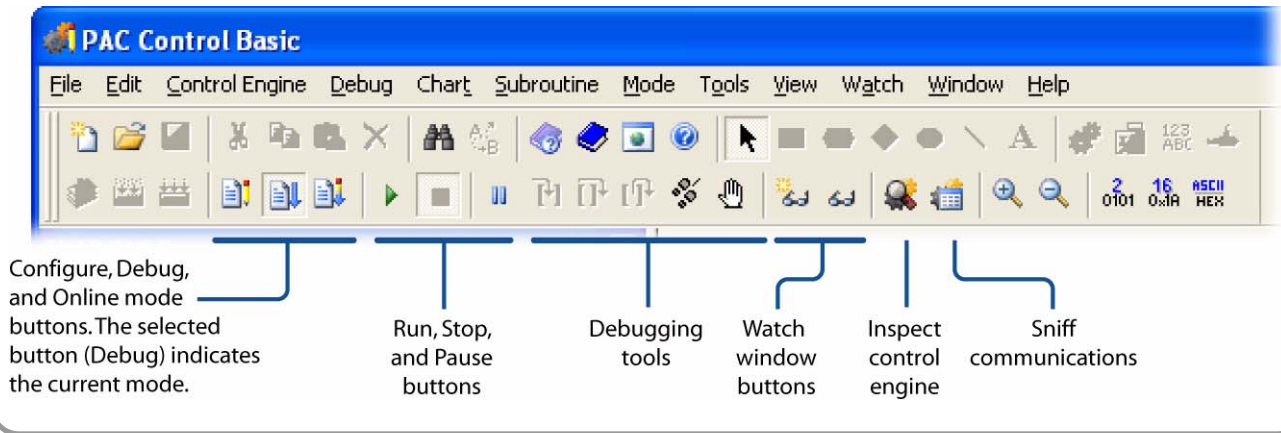 PAC Control Basic
File Edit Control Engine Debug Chart Subroutine Mode Tools View Watch Window Help
A B 123 ABC A
2 0101 16 0x1A ASCII HEX
Configure, Debug,
and Online mode
buttons. The selected
button (Debug) indicates
the current mode.
Run, Stop,
and Pause
buttons
Debugging
tools
Watch
window
buttons
Inspect
control
engine
Sniff
communications